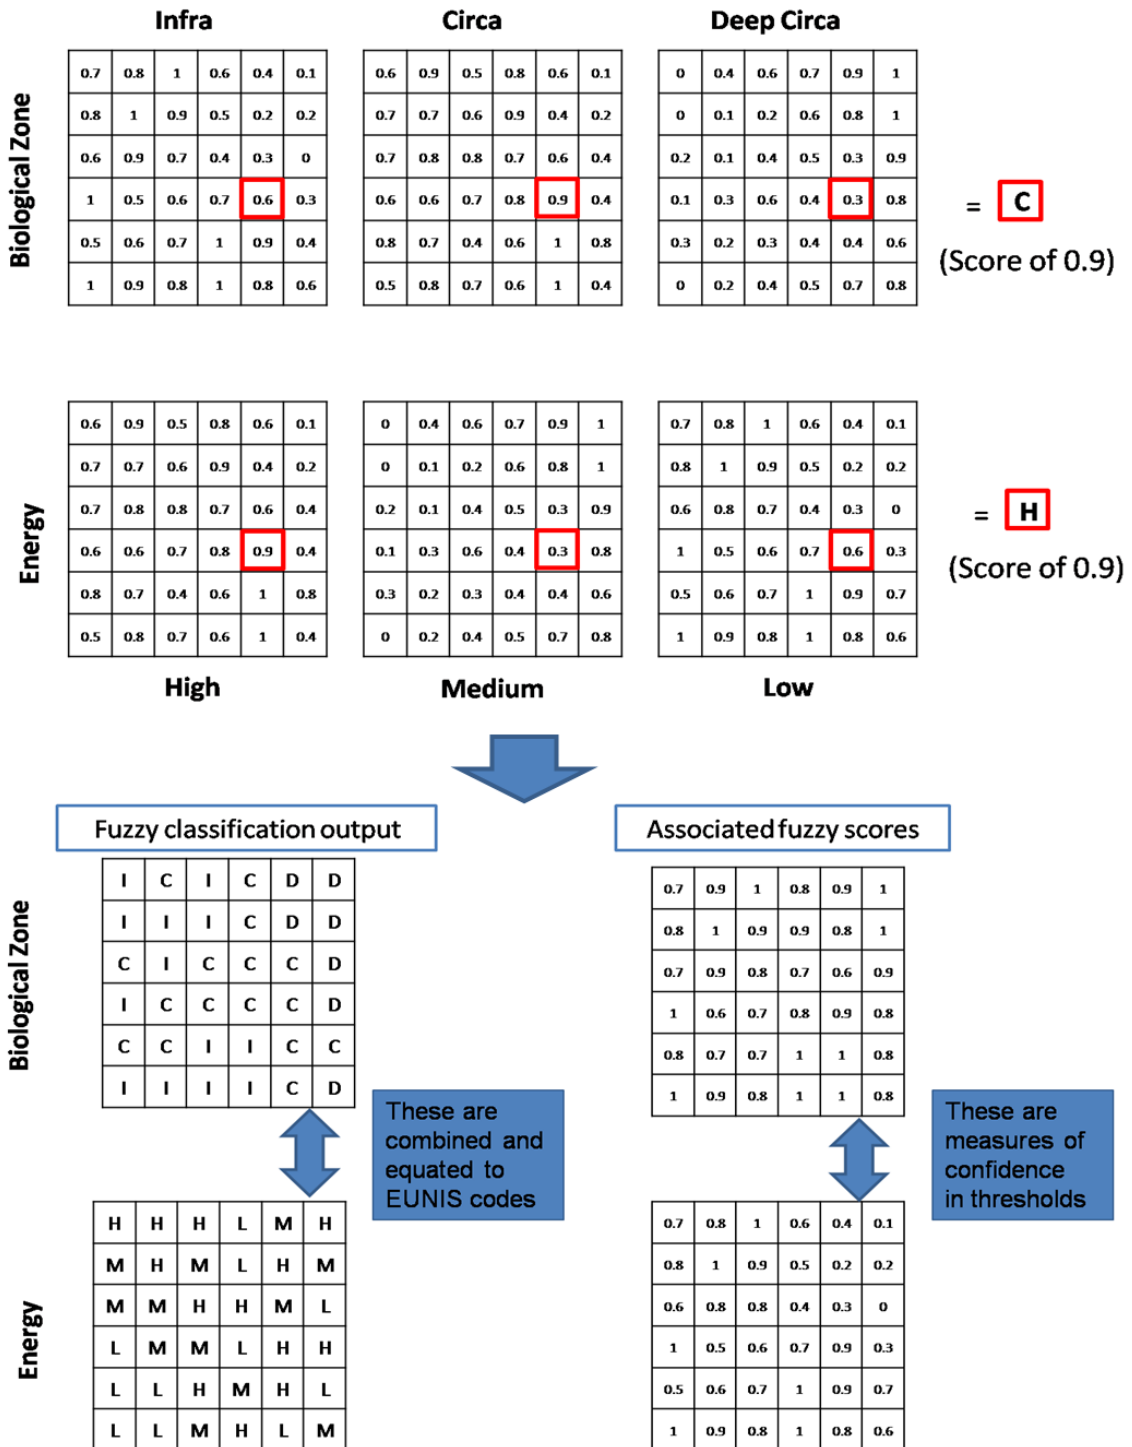 Infra Circa Deep Circa
Biological Zone
0.7 0.8 1 0.6 0.4 0.1
0.8 1 0.9 0.5 0.2 0.2
0.6 0.9 0.7 0.4 0.3 0
1 0.5 0.6 0.7 0.6 0.3
0.5 0.6 0.7 1 0.9 0.4
1 0.9 0.8 1 0.8 0.6
0.6 0.9 0.5 0.8 0.6 0.1
0.7 0.7 0.6 0.9 0.4 0.2
0.7 0.8 0.8 0.7 0.6 0.4
0.6 0.6 0.7 0.8 0.9 0.4
0.8 0.7 0.4 0.6 1 0.8
0.5 0.8 0.7 0.6 1 0.4
0 0.4 0.6 0.7 0.9 1
0 0.1 0.2 0.6 0.8 1
0.2 0.1 0.4 0.5 0.3 0.9
0.1 0.3 0.6 0.4 0.3 0.8
0.3 0.2 0.3 0.4 0.4 0.6
0 0.2 0.4 0.5 0.7 0.8
= C
(Score of 0.9)
Energy
0.6 0.9 0.5 0.8 0.6 0.1
0.7 0.7 0.6 0.9 0.4 0.2
0.7 0.8 0.8 0.7 0.6 0.4
0.6 0.6 0.7 0.8 0.9 0.4
0.8 0.7 0.4 0.6 1 0.8
0.5 0.8 0.7 0.6 1 0.4
0 0.4 0.6 0.7 0.9 1
0 0.1 0.2 0.6 0.8 1
0.2 0.1 0.4 0.5 0.3 0.9
0.1 0.3 0.6 0.4 0.3 0.8
0.3 0.2 0.3 0.4 0.4 0.6
0 0.2 0.4 0.5 0.7 0.8
0.7 0.8 1 0.6 0.4 0.1
0.8 1 0.9 0.5 0.2 0.2
0.6 0.8 0.7 0.4 0.3 0
1 0.5 0.6 0.7 0.6 0.3
0.5 0.6 0.7 1 0.9 0.7
1 0.9 0.8 1 0.8 0.6
= H
(Score of 0.9)
High Medium Low
Fuzzy classification output
Biological Zone
I C I C D D
I I I C D D
C I C C C D
I C C C C D
C C I I C C
I I I I C D
These are
combined and
equated to
EUNIS codes
Energy
H H H L M H
M H M L H M
M M H H M L
L M M L H H
L L H M H L
L L M H L M
Associated fuzzy scores
0.7 0.9 1 0.8 0.9 1
0.8 1 0.9 0.9 0.8 1
0.7 0.9 0.8 0.7 0.6 0.9
1 0.6 0.7 0.8 0.9 0.8
0.8 0.7 0.7 1 1 0.8
1 0.9 0.8 1 1 0.8
These are
measures of
confidence
in thresholds
0.7 0.8 1 0.6 0.4 0.1
0.8 1 0.9 0.5 0.2 0.2
0.6 0.8 0.8 0.4 0.3 0
1 0.5 0.6 0.7 0.9 0.3
0.5 0.6 0.7 1 0.9 0.7
1 0.9 0.8 1 0.8 0.6